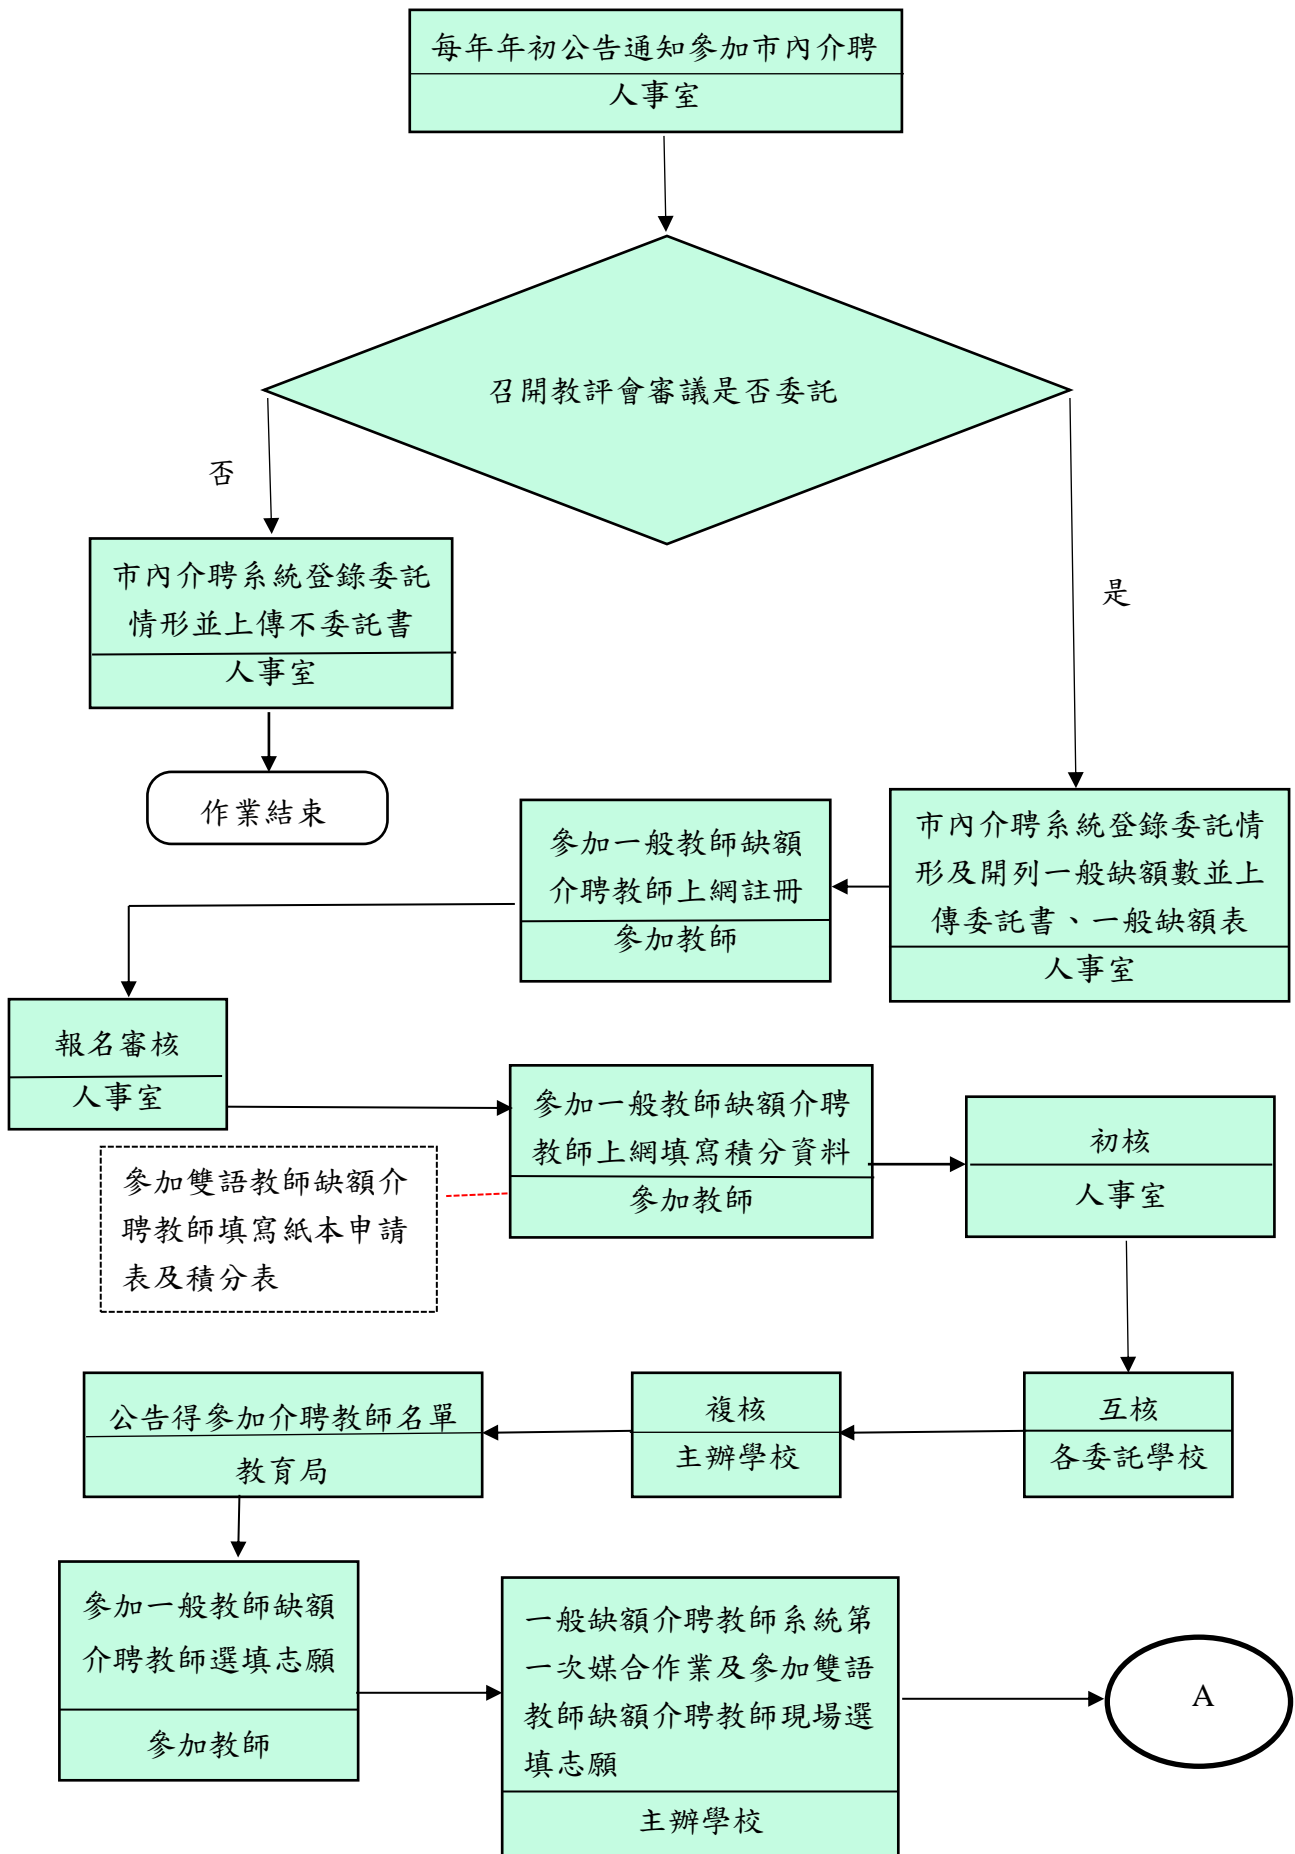 每年年初公告通知參加市內介聘
人事室
召開教評會審議是否委託
否
是
市內介聘系統登錄委託
情形並上傳不委託書
人事室
作業結束
市內介聘系統登錄委託情
形及開列一般缺額數並上
傳委託書、一般缺額表
人事室
參加一般教師缺額
介聘教師上網註冊
參加教師
報名審核
人事室
參加一般教師缺額介聘
教師上網填寫積分資料
參加教師
參加雙語教師缺額介
聘教師填寫紙本申請
表及積分表
初核
人事室
互核
各委託學校
複核
主辦學校
公告得參加介聘教師名單
教育局
參加一般教師缺額
介聘教師選填志願
參加教師
一般缺額介聘教師系統第
一次媒合作業及參加雙語
教師缺額介聘教師現場選
填志願
主辦學校
A